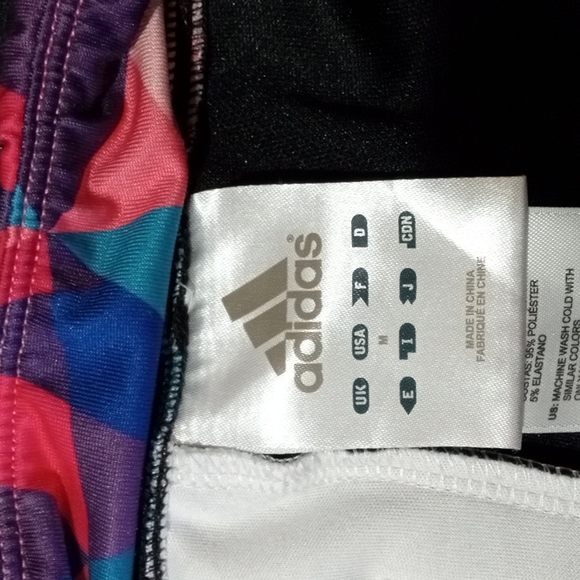 adidas®
UK USA F D
M
E I J CDN
MADE IN CHINA
FABRIQUÉ EN CHINE
95% POLIÉSTER
5% ELASTANO
US: MACHINE WASH COLD WITH
SIMILAR COLORS